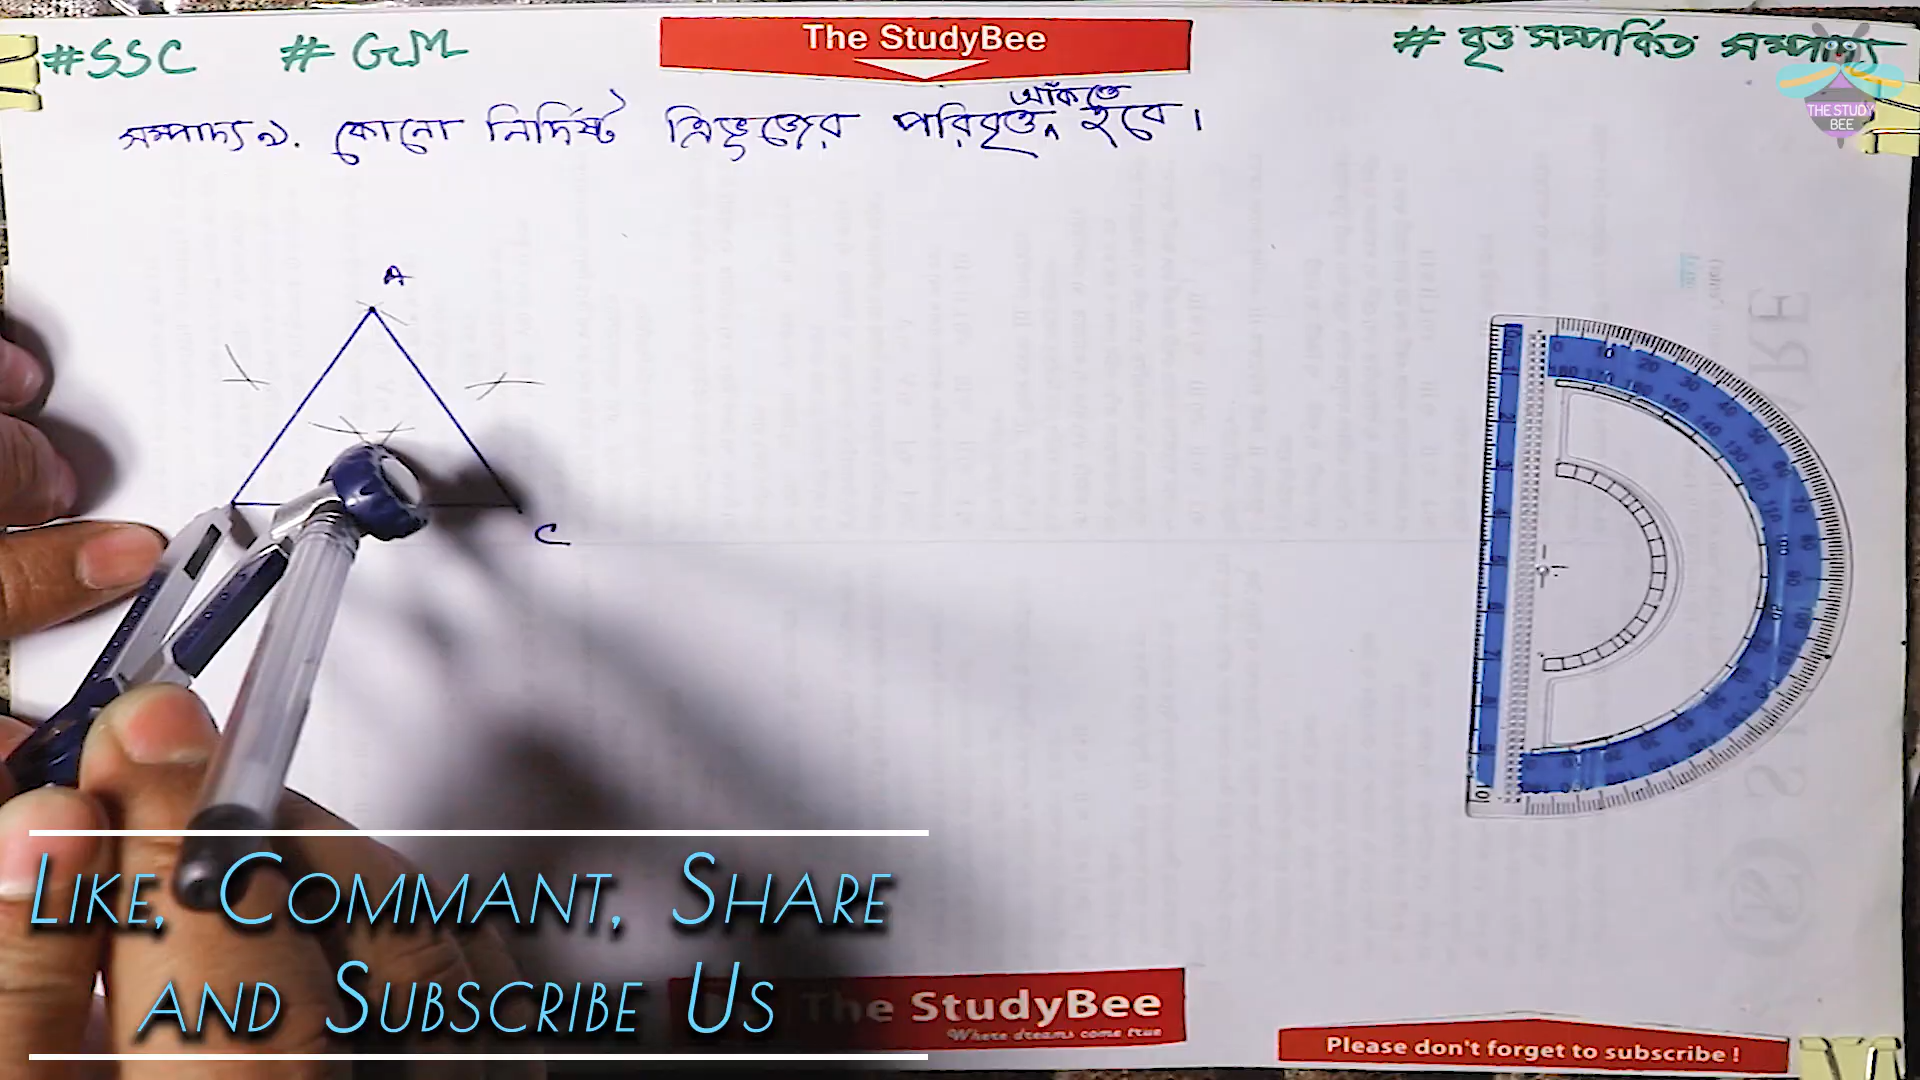 #SSC # GM
The StudyBee
# বৃত্ত সম্পর্কিত সম্পাদ্য
THE STUDY
BEE
আঁকতে
সম্পাদ্য ৯. কোনো নির্দিষ্ট ত্রিভুজের পরিবৃত্ত হবে।
A
C
LIKE, COMMANT, SHARE
AND SUBSCRIBE US
The StudyBee
Where dreams come true
Please don't forget to subscribe !